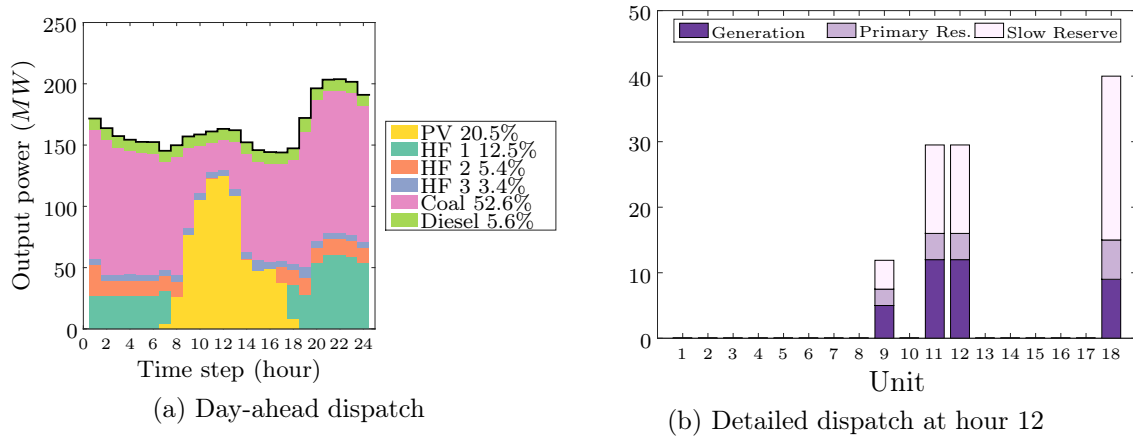 250
200
150
100
50
0
Output power (MW)
0 2 4 6 8 10 12 14 16 18 20 22 24
Time step (hour)
PV 20.5%
HF 1 12.5%
HF 2 5.4%
HF 3 3.4%
Coal 52.6%
Diesel 5.6%
(a) Day-ahead dispatch
50
40
30
20
10
0
Generation Primary Res. Slow Reserve
1 2 3 4 5 6 7 8 9 10 11 12 13 14 15 16 17 18
Unit
(b) Detailed dispatch at hour 12